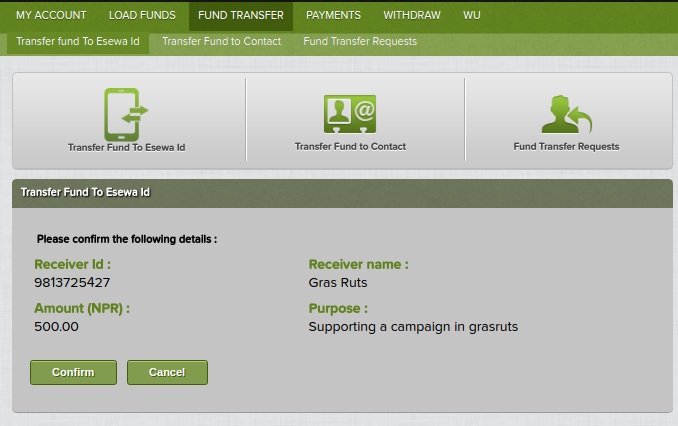 MY ACCOUNT LOAD FUNDS FUND TRANSFER PAYMENTS WITHDRAW WU
Transfer fund To Esewa Id Transfer Fund to Contact Fund Transfer Requests
@
Transfer Fund To Esewa Id Transfer Fund to Contact Fund Transfer Requests
Transfer Fund To Esewa Id
Please confirm the following details :
Receiver Id : Receiver name :
9813725427 Gras Ruts
Amount (NPR) : Purpose :
500.00 Supporting a campaign in grasruts
Confirm Cancel